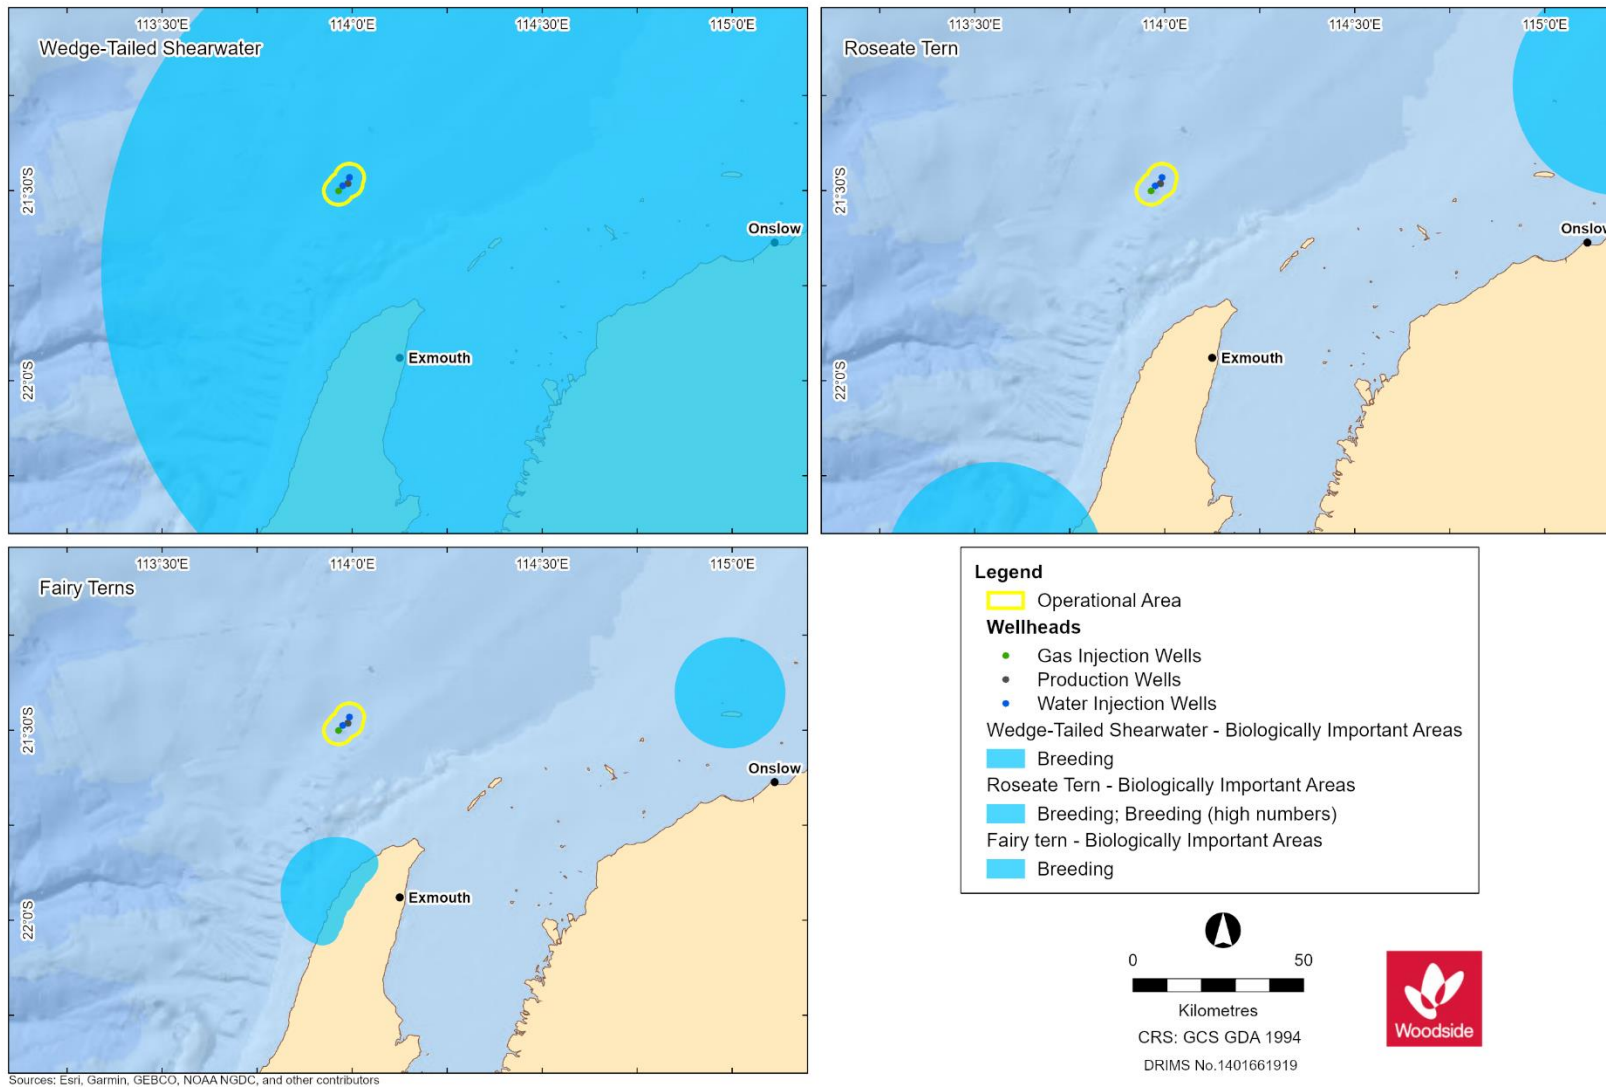 113°30'E
114°0'E
114°30'E
115°0'E
Wedge-Tailed Shearwater
21°30'S
Onslow
Exmouth
22°0'S
113°30'E
114°0'E
114°30'E
115°0'E
Roseate Tern
21°30'S
Onslow
Exmouth
22°0'S
113°30'E
114°0'E
114°30'E
115°0'E
Fairy Terns
21°30'S
Onslow
Exmouth
22°0'S
Sources: Esri, Garmin, GEBCO, NOAA NGDC, and other contributors
Legend
Operational Area
Wellheads
Gas Injection Wells
Production Wells
Water Injection Wells
Wedge-Tailed Shearwater - Biologically Important Areas
Breeding
Roseate Tern - Biologically Important Areas
Breeding; Breeding (high numbers)
Fairy tern - Biologically Important Areas
Breeding
0 50
Kilometres
CRS: GCS GDA 1994
DRIMS No.1401661919
Woodside